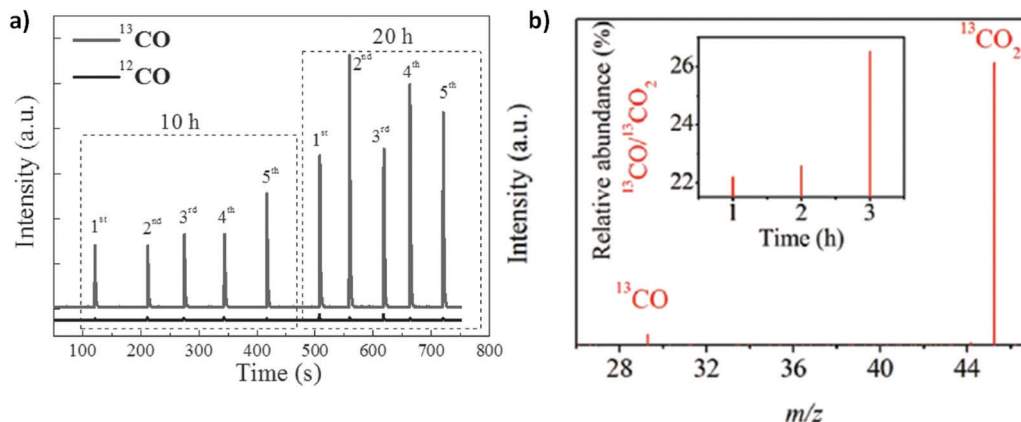 a)
¹³CO
¹²CO
10 h
20 h
1ˢᵗ
2ⁿᵈ
3ʳᵈ
4ᵗʰ
5ᵗʰ
1ˢᵗ
2ⁿᵈ
3ʳᵈ
4ᵗʰ
5ᵗʰ
Intensity (a.u.)
100 200 300 400 500 600 700 800
Time (s)
b)
Intensity (a.u.)
Relative abundance (%)
¹³CO/¹³CO₂
26
24
22
1 2 3
Time (h)
¹³CO
¹³CO₂
28 32 36 40 44
m/z